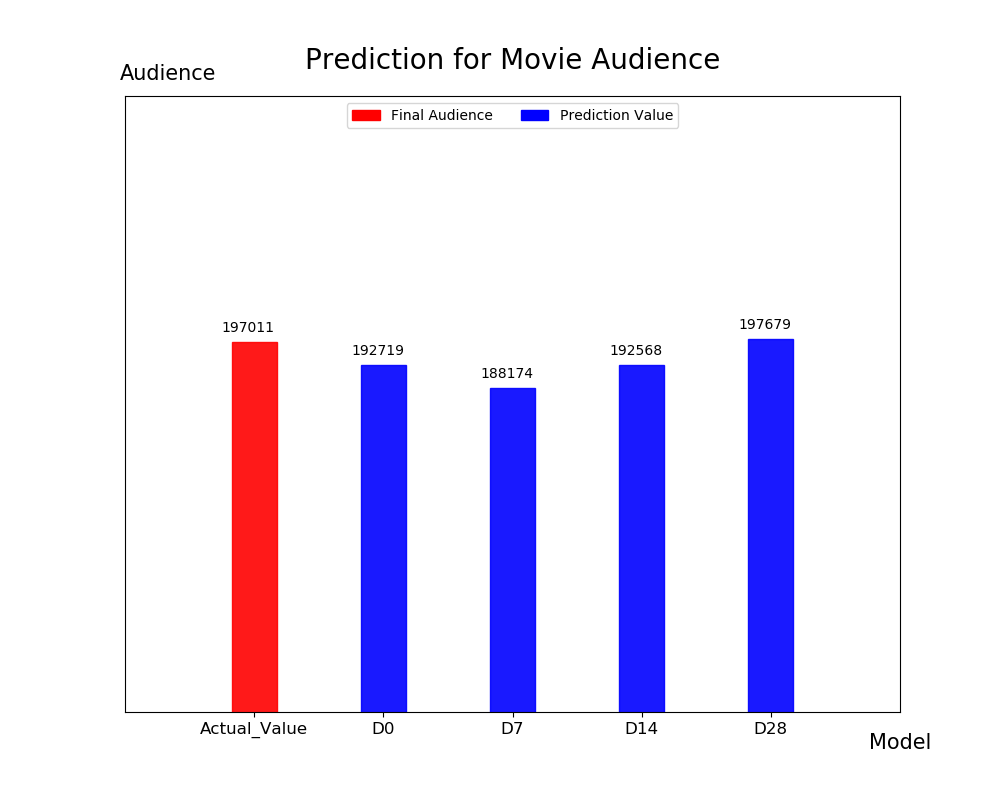 Prediction for Movie Audience
Audience
Final Audience Prediction Value
197011 192719 188174 192568 197679
Actual_Value D0 D7 D14 D28
Model